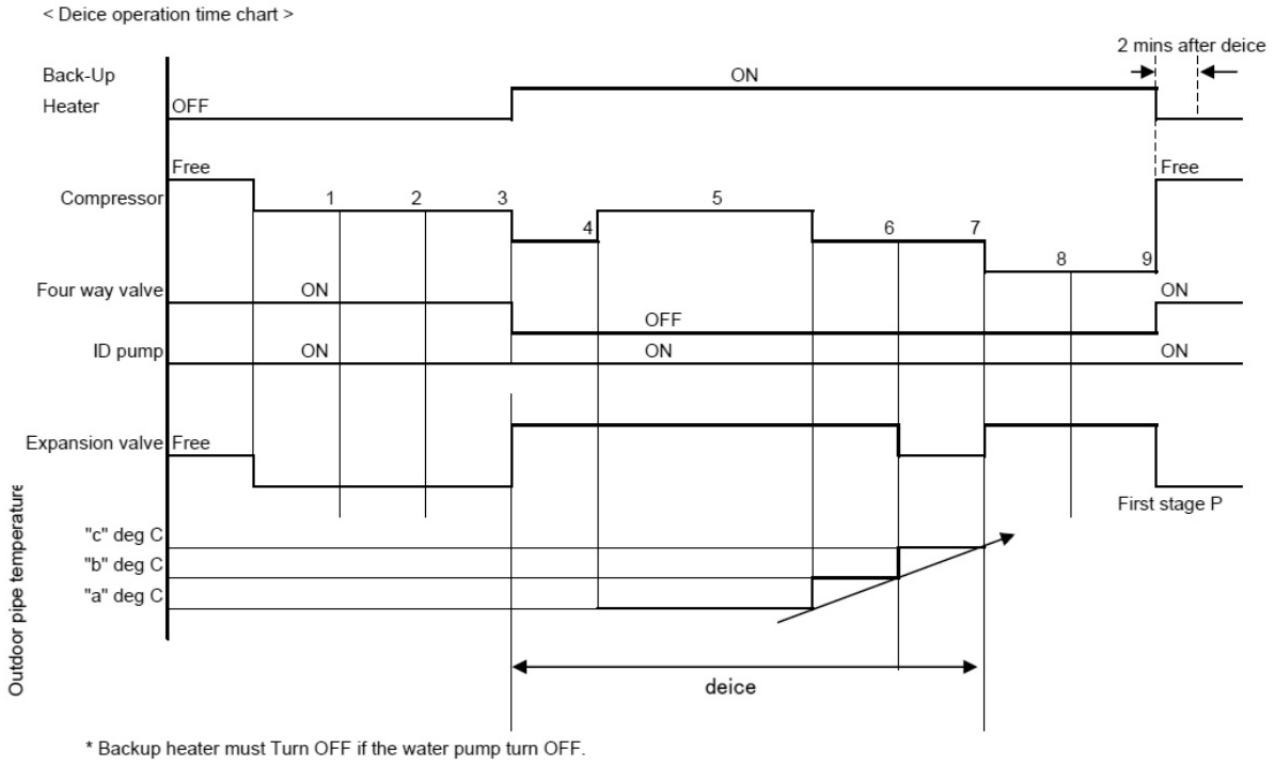 < Deice operation time chart >
2 mins after deice
Back-Up
Heater
ON
OFF
Free
Free
Compressor
1
2
3
4
5
6
7
8
9
Four way valve
ON
ON
OFF
ID pump
ON
ON
ON
Expansion valve
Free
First stage P
Outdoor pipe temperature
"c" deg C
"b" deg C
"a" deg C
deice
* Backup heater must Turn OFF if the water pump turn OFF.